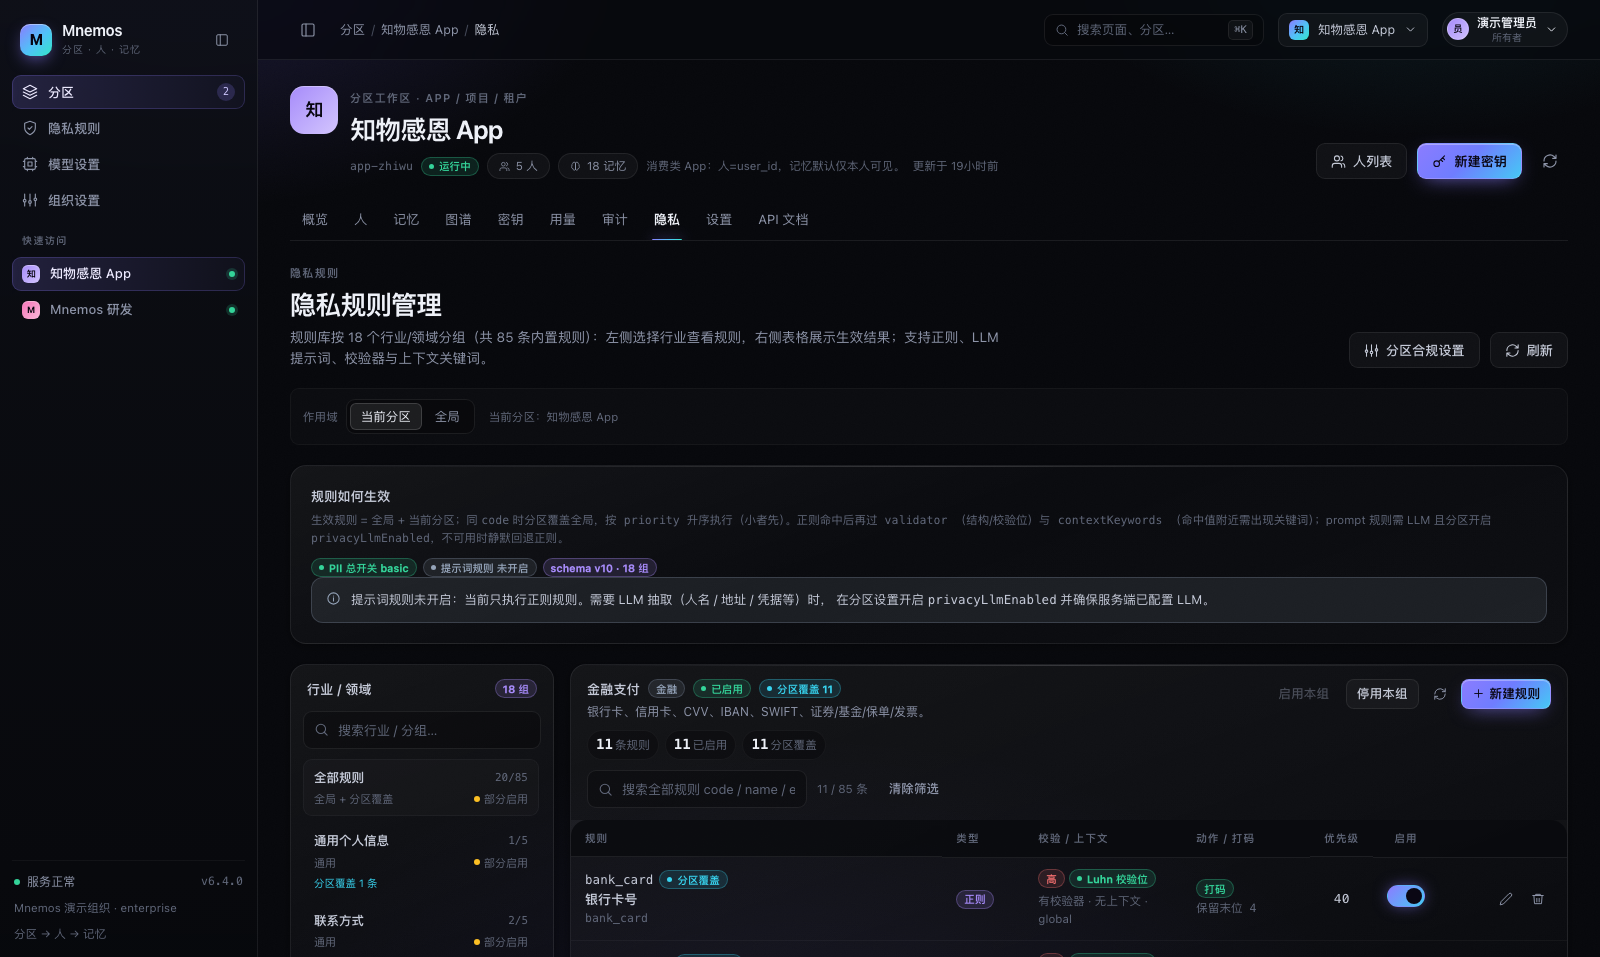 M
Mnemos
分区 · 人 · 记忆
分区
2
隐私规则
模型设置
组织设置
快速访问
知
知物感恩 App
M
Mnemos 研发
服务正常
v6.4.0
Mnemos 演示组织 · enterprise
分区 → 人 → 记忆
分区 / 知物感恩 App / 隐私
搜索页面、分区...
⌘K
知
知物感恩 App
员
演示管理员
所有者
知
分区工作区 · APP / 项目 / 租户
知物感恩 App
app-zhiwu
运行中
5 人
18 记忆
消费类 App：人=user_id，记忆默认仅本人可见。
更新于 19小时前
人列表
新建密钥
概览
人
记忆
图谱
密钥
用量
审计
隐私
设置
API 文档
隐私规则
隐私规则管理
规则库按 18 个行业/领域分组（共 85 条内置规则）：左侧选择行业查看规则，右侧表格展示生效结果；支持正则、LLM
提示词、校验器与上下文关键词。
分区合规设置
刷新
作用域
当前分区
全局
当前分区：知物感恩 App
规则如何生效
生效规则 = 全局 + 当前分区；同 code 时分区覆盖全局，按 priority 升序执行（小者先）。正则命中后再过 validator （结构/校验位）与 contextKeywords （命中值附近需出现关键词）；prompt 规则需 LLM 且分区开启
privacyLlmEnabled，不可用时静默回退正则。
PII 总开关 basic
提示词规则 未开启
schema v10 · 18 组
提示词规则未开启：当前只执行正则规则。需要 LLM 抽取（人名 / 地址 / 凭据等）时， 在分区设置开启 privacyLlmEnabled 并确保服务端已配置 LLM。
行业 / 领域
18 组
搜索行业 / 分组...
全部规则
20/85
全局 + 分区覆盖
部分启用
通用个人信息
1/5
通用
部分启用
分区覆盖 1 条
联系方式
2/5
通用
部分启用
金融支付
金融
已启用
分区覆盖 11
银行卡、信用卡、CVV、IBAN、SWIFT、证券/基金/保单/发票。
启用本组
停用本组
新建规则
11 条规则
11 已启用
11 分区覆盖
搜索全部规则 code / name / e
11 / 85 条
清除筛选
规则
类型
校验 / 上下文
动作 / 打码
优先级
启用
bank_card
分区覆盖
银行卡号
bank_card
正则
高
Luhn 校验位
有校验器 · 无上下文 ·
global
打码
保留末位 4
40